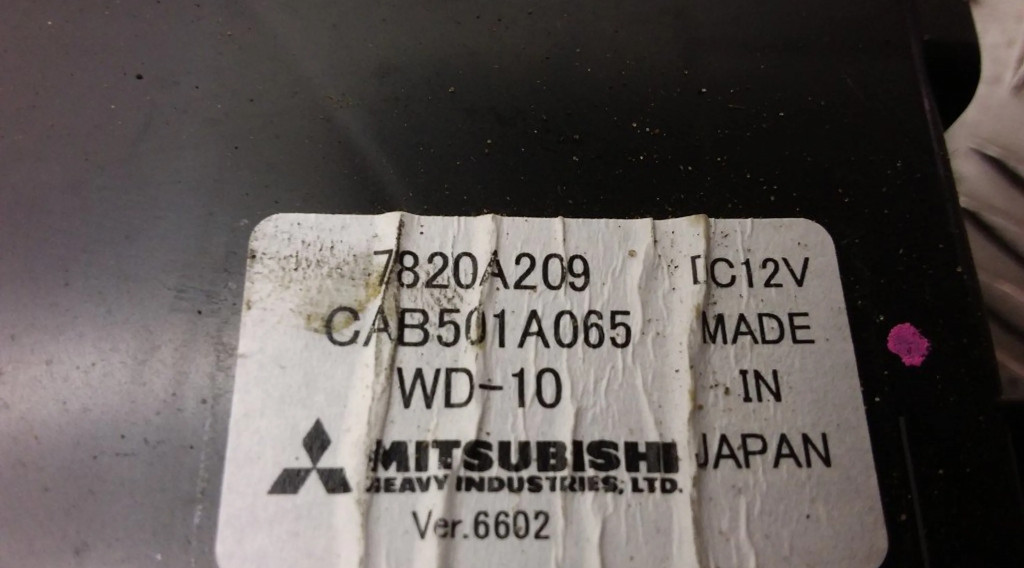 7820A209 DC12V
CAB501A065 MADE
WD-10 IN
MITSUBISHI JAPAN
HEAVY INDUSTRIES, LTD.
Ver.6602